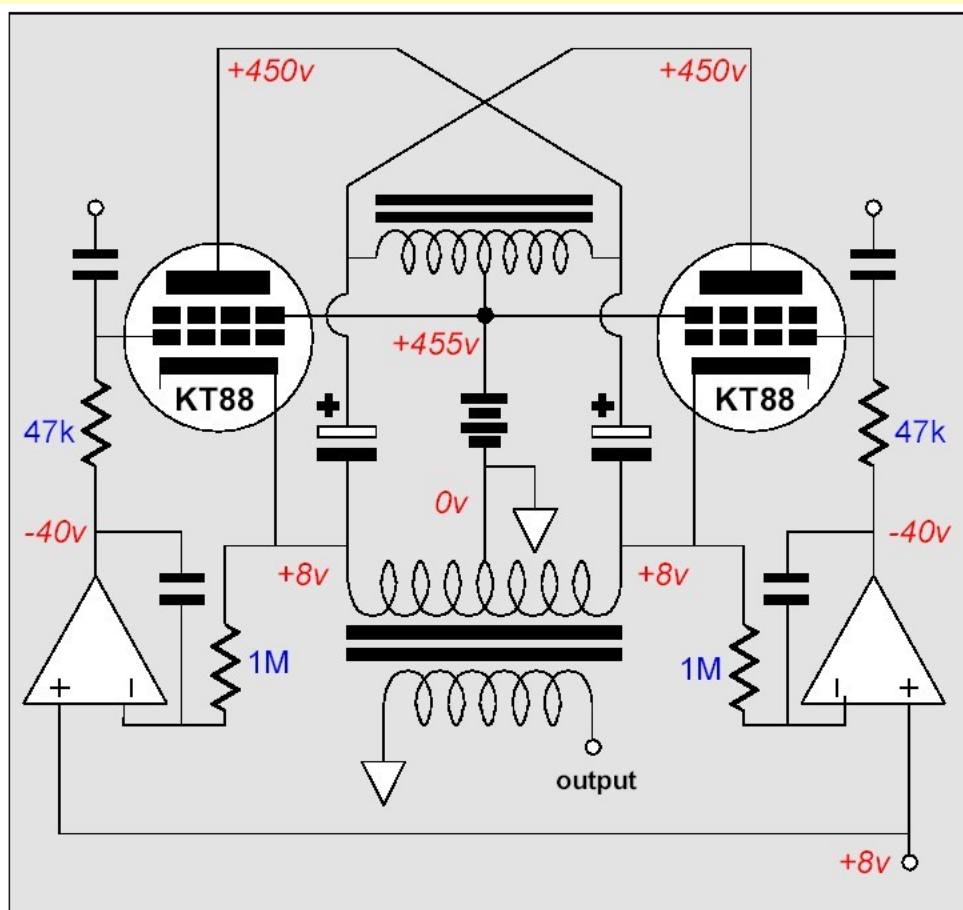 +450v
+450v
+455v
KT88
KT88
+
+
47k
47k
0v
-40v
-40v
+8v
+8v
1M
1M
+ -
- +
output
+8v